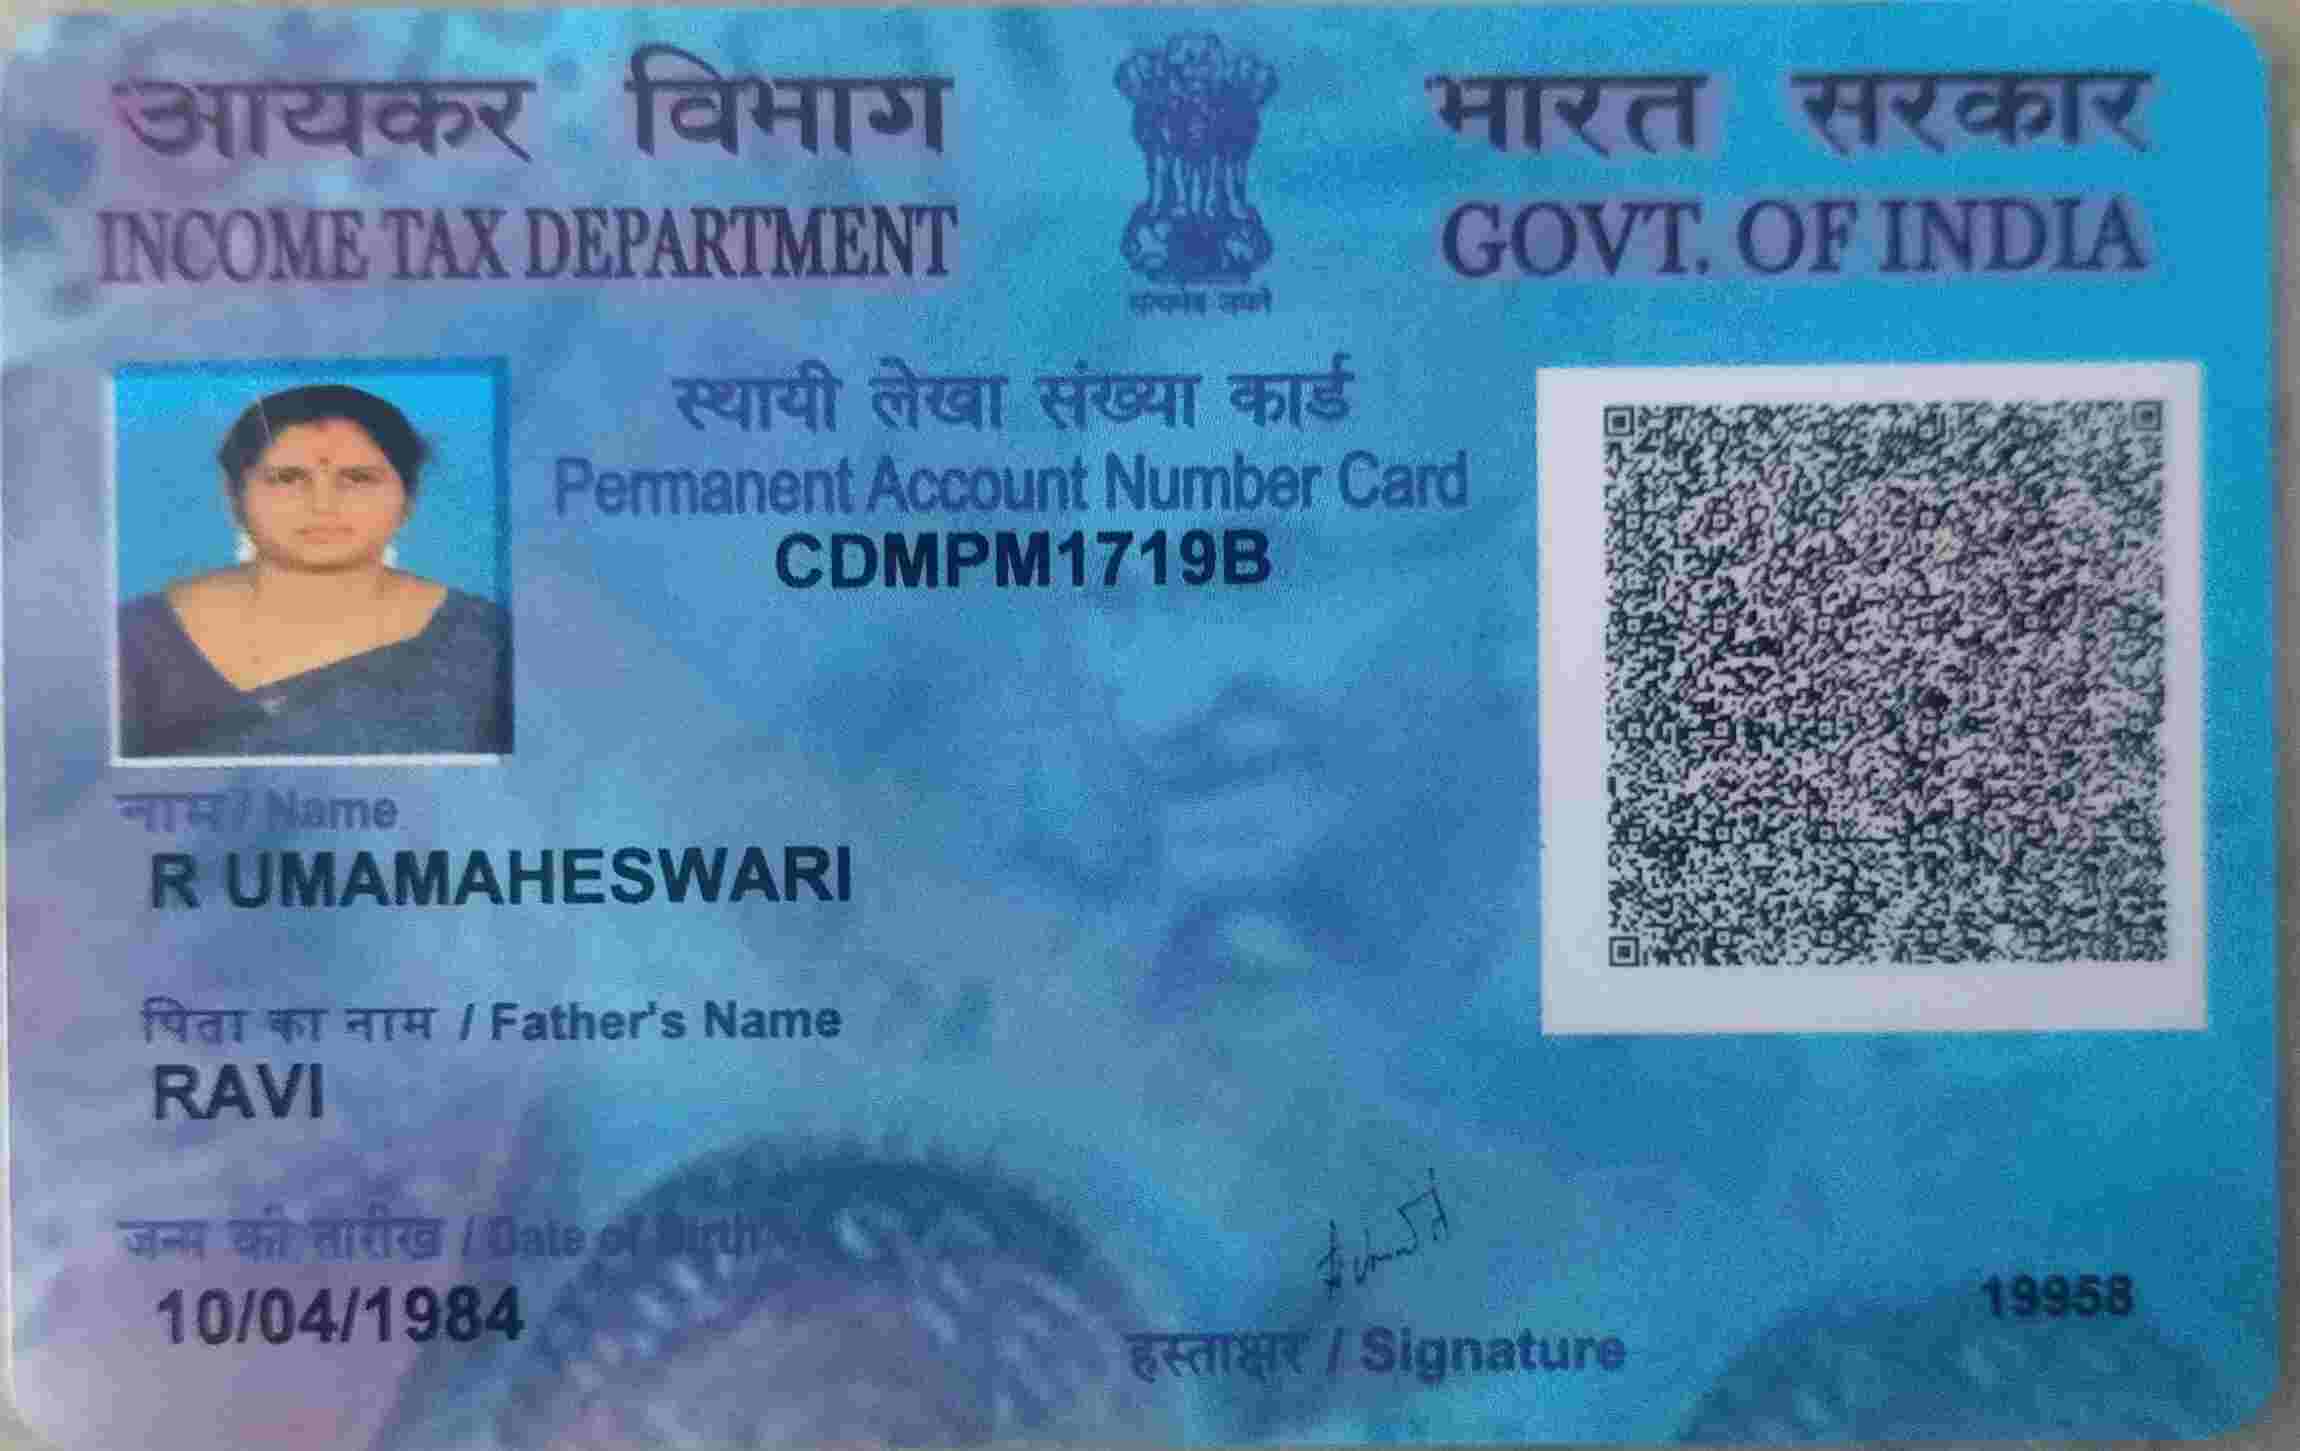 आयकर विभाग
INCOME TAX DEPARTMENT
सत्यमेव जयते
भारत सरकार
GOVT. OF INDIA
स्थायी लेखा संख्या कार्ड
Permanent Account Number Card
CDMPM1719B
नाम / Name
R UMAMAHESWARI
पिता का नाम / Father's Name
RAVI
जन्म की तारीख / Date of Birth
10/04/1984
हस्ताक्षर / Signature
19958